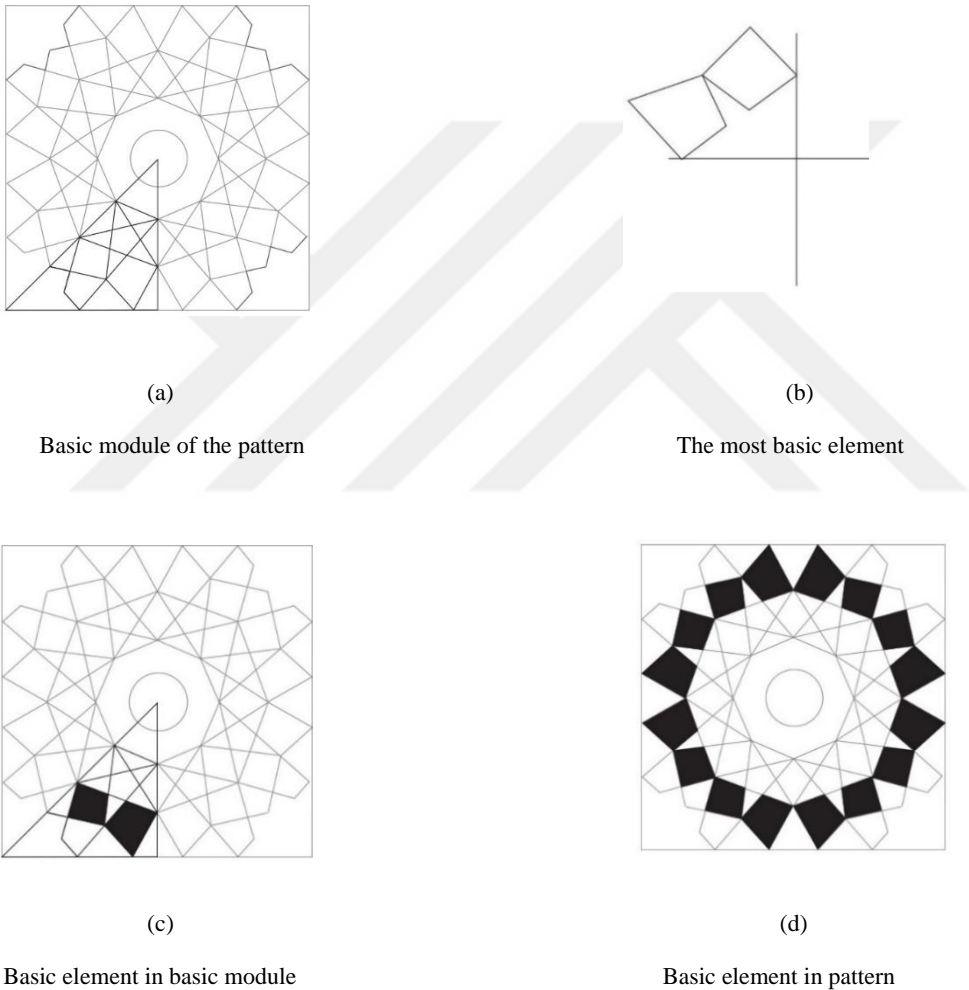 (a)
(b)
Basic module of the pattern
The most basic element
(c)
(d)
Basic element in basic module
Basic element in pattern